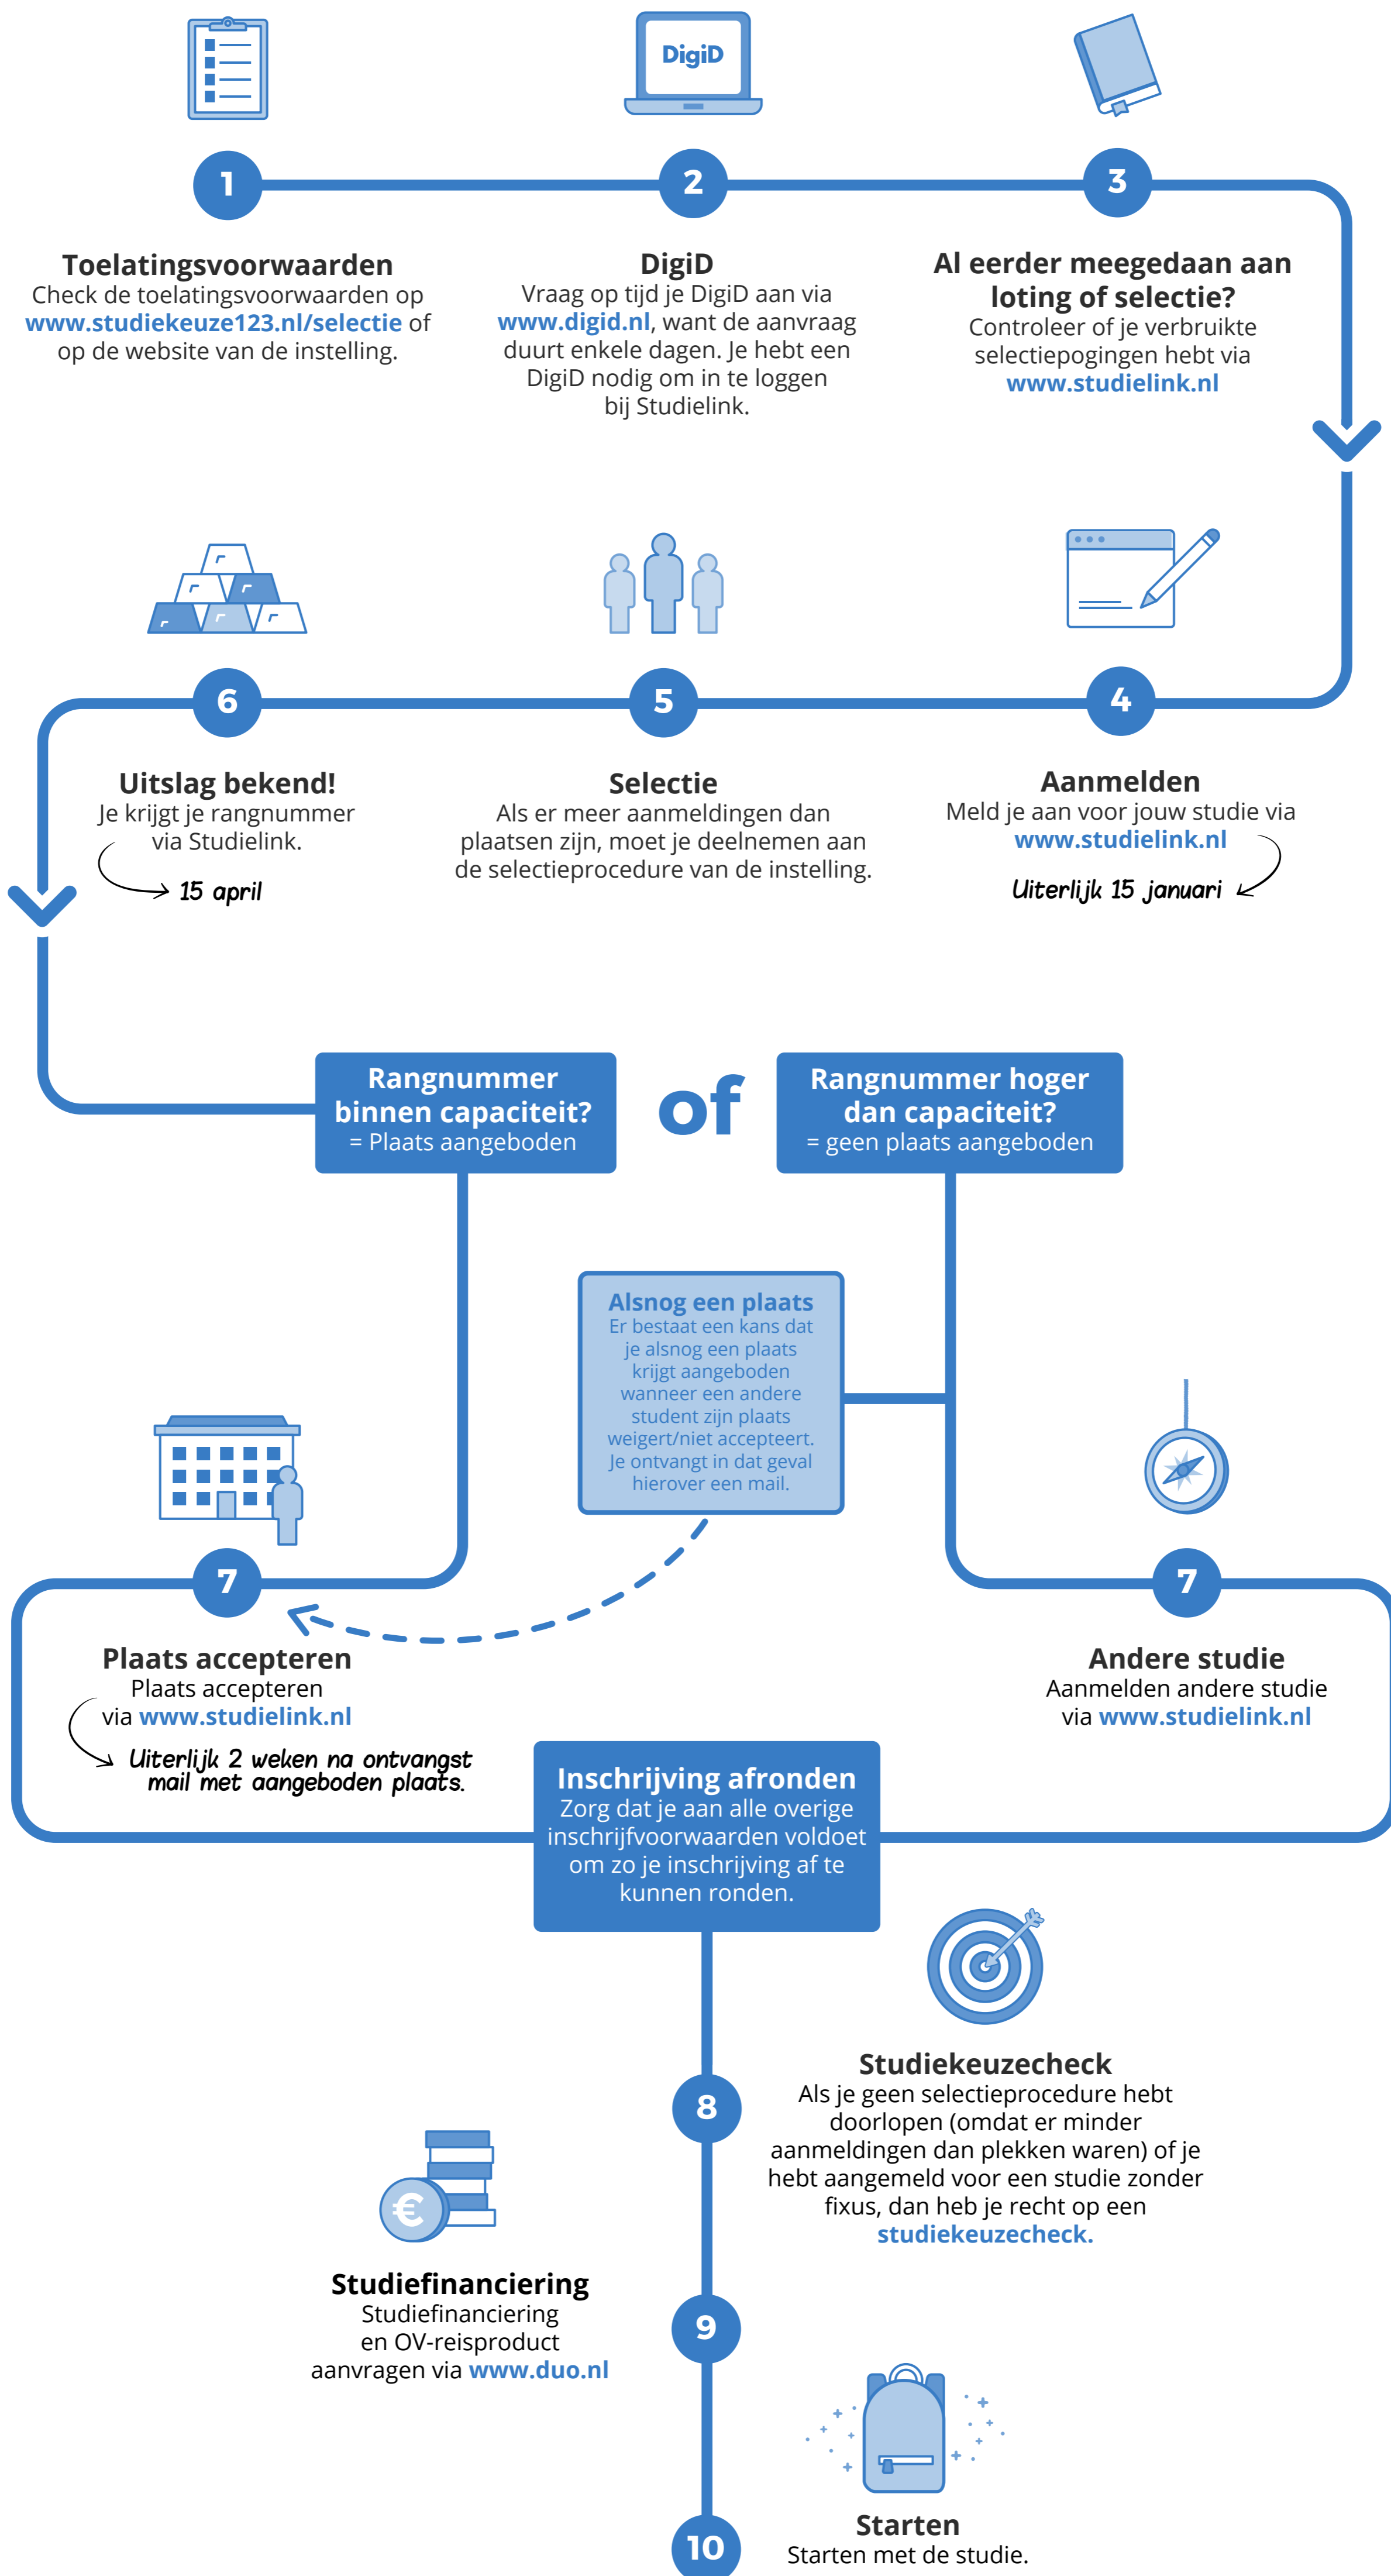 DigiD
1
2
3
Toelatingsvoorwaarden
Check de toelatingsvoorwaarden op
www.studiekeuze123.nl/selectie of
op de website van de instelling.
DigiD
Vraag op tijd je DigiD aan via
www.digid.nl, want de aanvraag
duurt enkele dagen. Je hebt een
DigiD nodig om in te loggen
bij Studielink.
Al eerder meegedaan aan
loting of selectie?
Controleer of je verbruikte
selectiepogingen hebt via
www.studielink.nl
4
Aanmelden
Meld je aan voor jouw studie via
www.studielink.nl
Uiterlijk 15 januari
5
Selectie
Als er meer aanmeldingen dan
plaatsen zijn, moet je deelnemen aan
de selectieprocedure van de instelling.
6
Uitslag bekend!
Je krijgt je rangnummer
via Studielink.
15 april
Rangnummer
binnen capaciteit?
= Plaats aangeboden
of
Rangnummer hoger
dan capaciteit?
= geen plaats aangeboden
Alsnog een plaats
Er bestaat een kans dat
je alsnog een plaats
krijgt aangeboden
wanneer een andere
student zijn plaats
weigert/niet accepteert.
Je ontvangt in dat geval
hierover een mail.
7
Plaats accepteren
Plaats accepteren
via www.studielink.nl
Uiterlijk 2 weken na ontvangst
mail met aangeboden plaats.
7
Andere studie
Aanmelden andere studie
via www.studielink.nl
Inschrijving afronden
Zorg dat je aan alle overige
inschrijfvoorwaarden voldoet
om zo je inschrijving af te
kunnen ronden.
8
Studiekeuzecheck
Als je geen selectieprocedure hebt
doorlopen (omdat er minder
aanmeldingen dan plekken waren) of je
hebt aangemeld voor een studie zonder
fixus, dan heb je recht op een
studiekeuzecheck.
€
9
Studiefinanciering
Studiefinanciering
en OV-reisproduct
aanvragen via www.duo.nl
10
Starten
Starten met de studie.